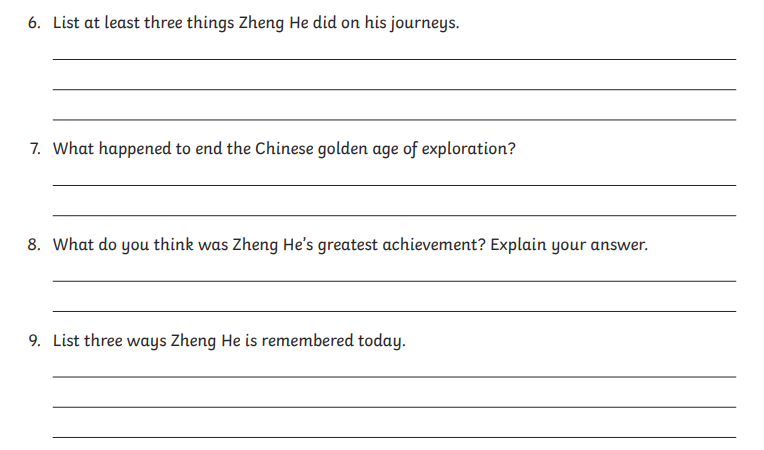 6. List at least three things Zheng He did on his journeys.
7. What happened to end the Chinese golden age of exploration?
8. What do you think was Zheng He's greatest achievement? Explain your answer.
9. List three ways Zheng He is remembered today.